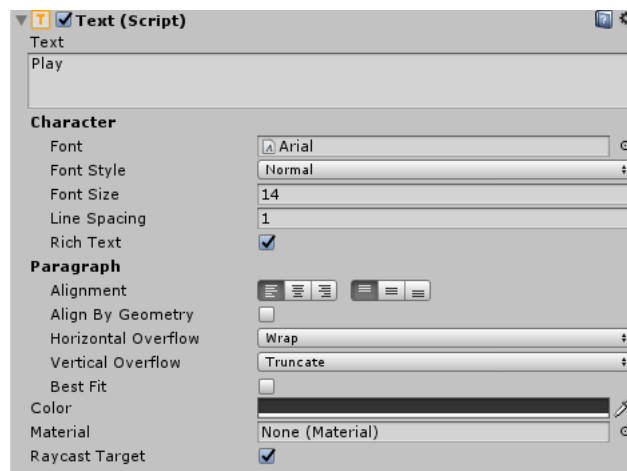 Text (Script)
Text
Play
Character
Font Arial
Font Style Normal
Font Size 14
Line Spacing 1
Rich Text
Paragraph
Alignment
Align By Geometry
Horizontal Overflow Wrap
Vertical Overflow Truncate
Best Fit
Color
Material None (Material)
Raycast Target